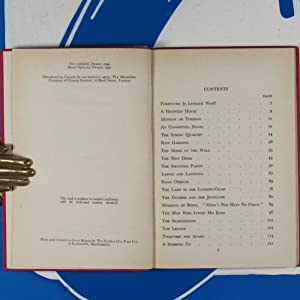 First published January 1944
Second Impression February 1944
Distributed in Canada by our exclusive agent, The Macmillan
Company of Canada Limited, 70 Bond Street, Toronto
This book is produced in complete conformity
with the authorized economy standards
Made and Printed in Great Britain by The Garden City Press Ltd.
at Letchworth, Hertfordshire
CONTENTS
PAGE
Foreword by Leonard Woolf 7
A Haunted House 9
Monday or Tuesday
An Unwritten Novel
The String Quartet
Kew Gardens
The Mark on the Wall
The New Dress
The Shooting Party
Lappin and Lapinova
Solid Objects
The Lady in the Looking-Glass
The Duchess and the Jeweller
Moments of Being. "Slater's Pins Have No Points"
The Man Who Loved His Kind
The Searchlight
The Legacy
Together and Apart
A Summing Up
5